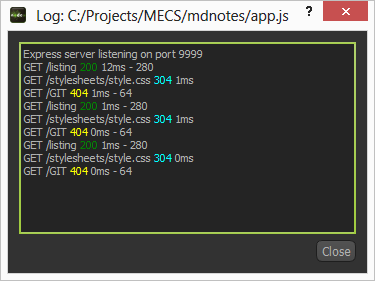 Log: C:/Projects/MECS/mdnotes/app.js ? ×
Express server listening on port 9999
GET /listing 200 12ms - 280
GET /stylesheets/style.css 304 1ms
GET /GIT 404 1ms - 64
GET /listing 200 1ms - 280
GET /stylesheets/style.css 304 1ms
GET /GIT 404 0ms - 64
GET /listing 200 1ms - 280
GET /stylesheets/style.css 304 0ms
GET /GIT 404 0ms - 64
Close